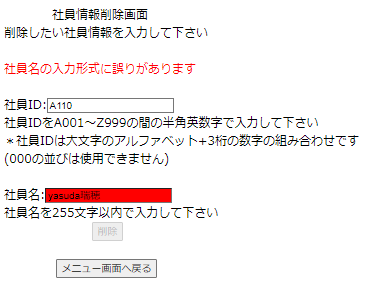 社員情報削除画面
削除したい社員情報を入力して下さい
社員名の入力形式に誤りがあります
社員ID:A110
社員IDをA001～Z999の間の半角英数字で入力して下さい
＊社員IDは大文字のアルファベット+3桁の数字の組み合わせです
(000の並びは使用できません)
社員名:yasuda瑞穂
社員名を255文字以内で入力して下さい
削除
メニュー画面へ戻る